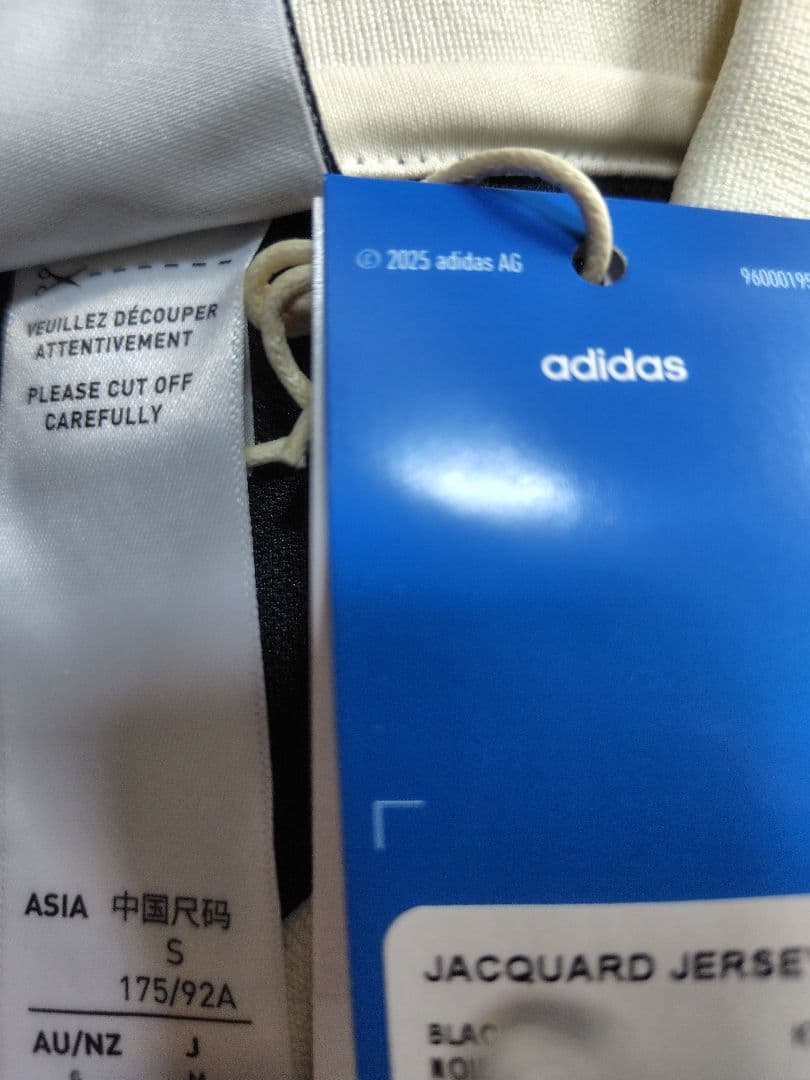 VEUILLEZ DÉCOUPER
ATTENTIVEMENT
PLEASE CUT OFF
CAREFULLY
ASIA 中国尺码
S
175/92A
AU/NZ J
© 2025 adidas AG
adidas
JACQUARD